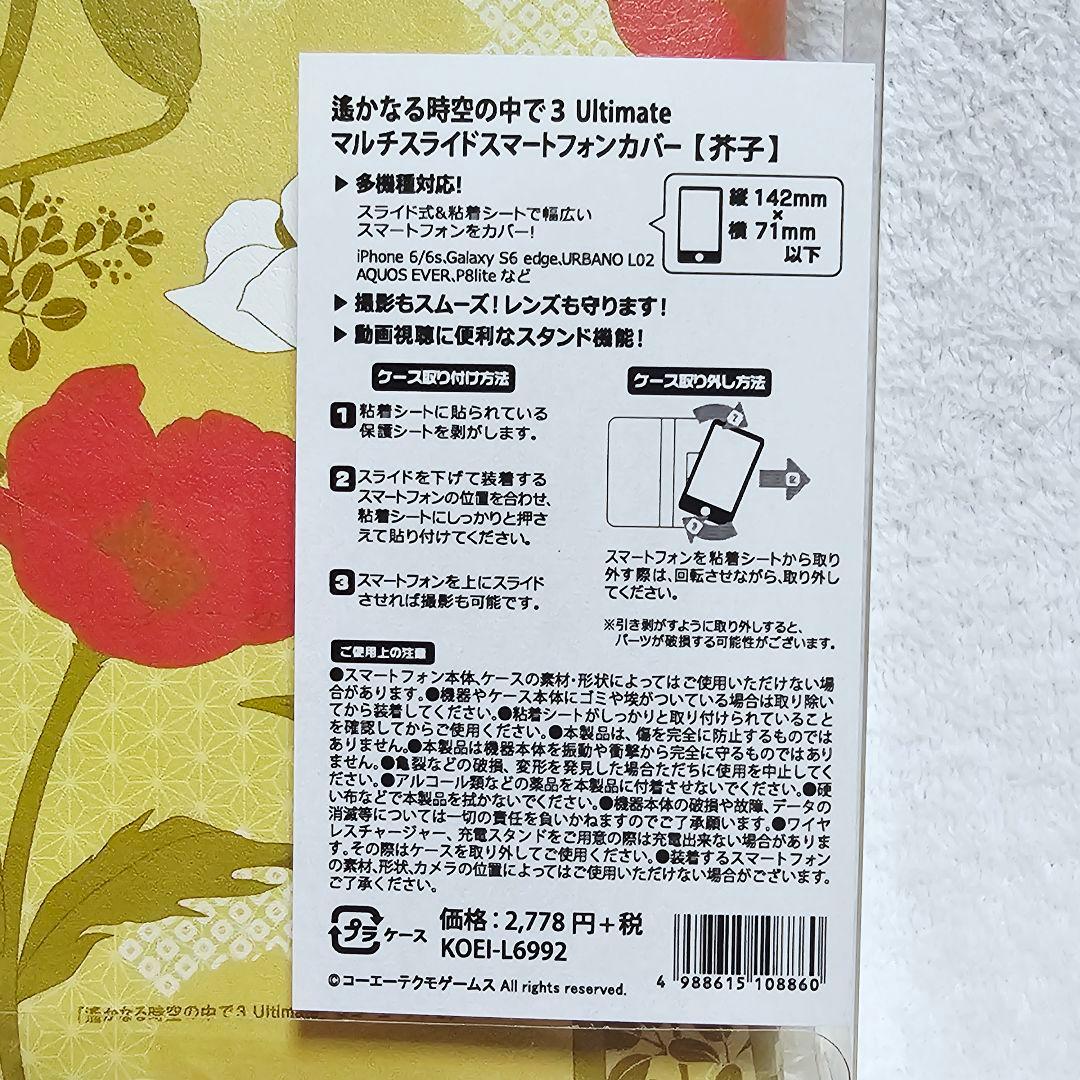 遙かなる時空の中で3 Ultimate
マルチスライドスマートフォンカバー【芥子】
▶ 多機種対応!
スライド式&粘着シートで幅広い
スマートフォンをカバー!
iPhone 6/6s、Galaxy S6 edge、URBANO L02
AQUOS EVER、P8lite など
縦 142mm
×
横 71mm
以下
▶ 撮影もスムーズ!レンズも守ります!
▶ 動画視聴に便利なスタンド機能!
ケース取り付け方法
1 粘着シートに貼られている
保護シートを剥がします。
2 スライドを下げて装着する
スマートフォンの位置を合わせ、
粘着シートにしっかりと押さ
えて貼り付けてください。
3 スマートフォンを上にスライド
させれば撮影も可能です。
ケース取り外し方法
1
2
1
スマートフォンを粘着シートから取り
外す際は、回転させながら、取り外し
てください。
※引き剥がすように取り外しすると、
パーツが破損する可能性がございます。
ご使用上の注意
●スマートフォン本体、ケースの素材・形状によってはご使用いただけない場
合があります。●機器やケース本体にゴミや埃がついている場合は取り除い
てから装着してください。●粘着シートがしっかりと取り付けられていること
を確認してからご使用ください。●本製品は、傷を完全に防止するものでは
ありません。●本製品は機器本体を振動や衝撃から完全に守るものではあり
ません。●亀裂などの破損、変形を発見した場合ただちに使用を中止してく
ださい。●アルコール類などの薬品を本製品に付着させないでください。●硬
い布などで本製品を拭かないでください。●機器本体の破損や故障、データの
消滅等については一切の責任を負いかねますのでご了承願います。●ワイヤ
レスチャージャー、充電スタンドをご用意の際は充電出来ない場合がありま
す。その際はケースを取り外してご使用ください。●装着するスマートフォン
の素材、形状、カメラの位置によってはご使用いただけない場合がございます。
ご了承ください。
プラ ケース
価格:2,778 円+税
KOEI-L6992
©コーエーテクモゲームス All rights reserved.
4 988615 108860
「遙かなる時空の中で3 Ultimate